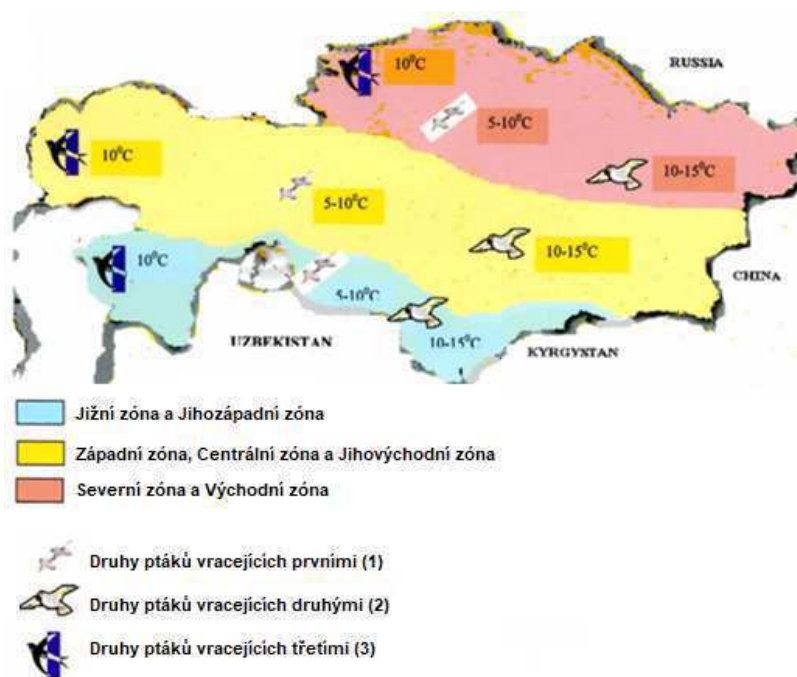 10⁰C
RUSSIA
5-10⁰C
10⁰C
10-15⁰C
5-10⁰C
10-15⁰C
10⁰C
CHINA
5-10⁰C
UZBEKISTAN
10-15⁰C
KYRGYSTAN
Jižní zóna a Jihozápadní zóna
Západní zóna, Centrální zóna a Jihovýchodní zóna
Severní zóna a Východní zóna
Druhy ptáků vracejících prvními (1)
Druhy ptáků vracejících druhými (2)
Druhy ptáků vracejících třetími (3)